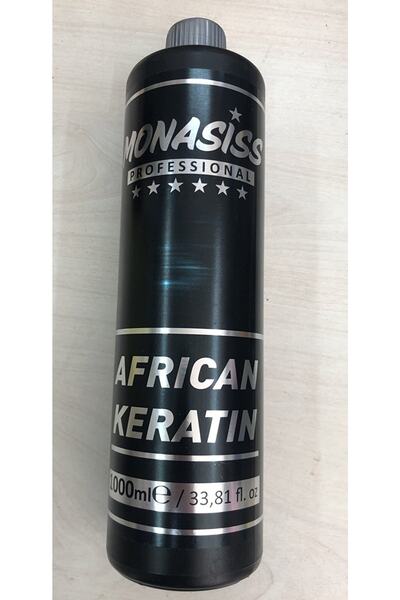 MONASISS
PROFESSIONAL
AFRICAN
KERATIN
1000ml℮ / 33,81 fl. oz